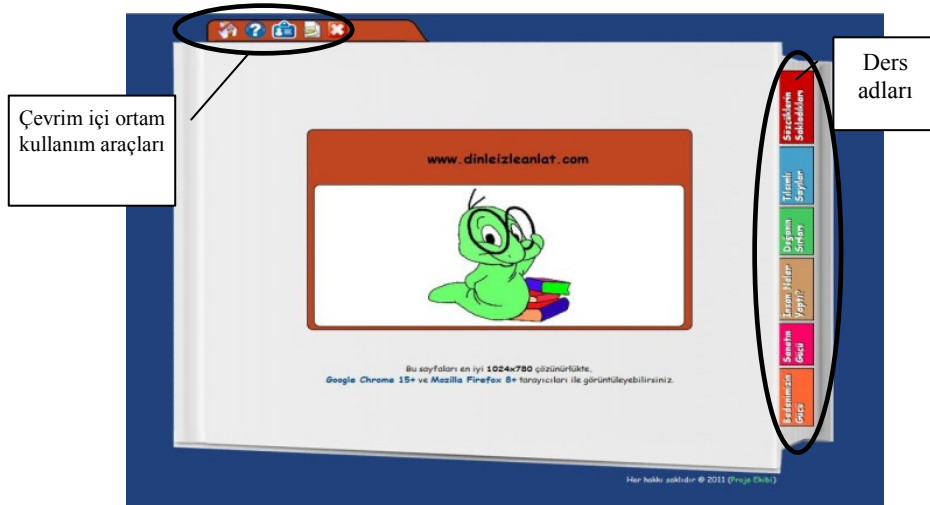 Çevrim içi ortam
kullanım araçları
Ders
adları
www.dinleizleanlat.com
Sözcüklerin
Sakladıkları
Tılsımlı
Sayılar
Doğanın
Sırları
İnsan Neler
Yaptı?
Sanatın
Gücü
Bedenimizin
Gücü
Bu sayfaları en iyi 1024x780 çözünürlükte,
Google Chrome 15+ ve Mozilla Firefox 8+ tarayıcıları ile görüntüleyebilirsiniz.
Her hakkı saklıdır © 2011 (Proje Ekibi)